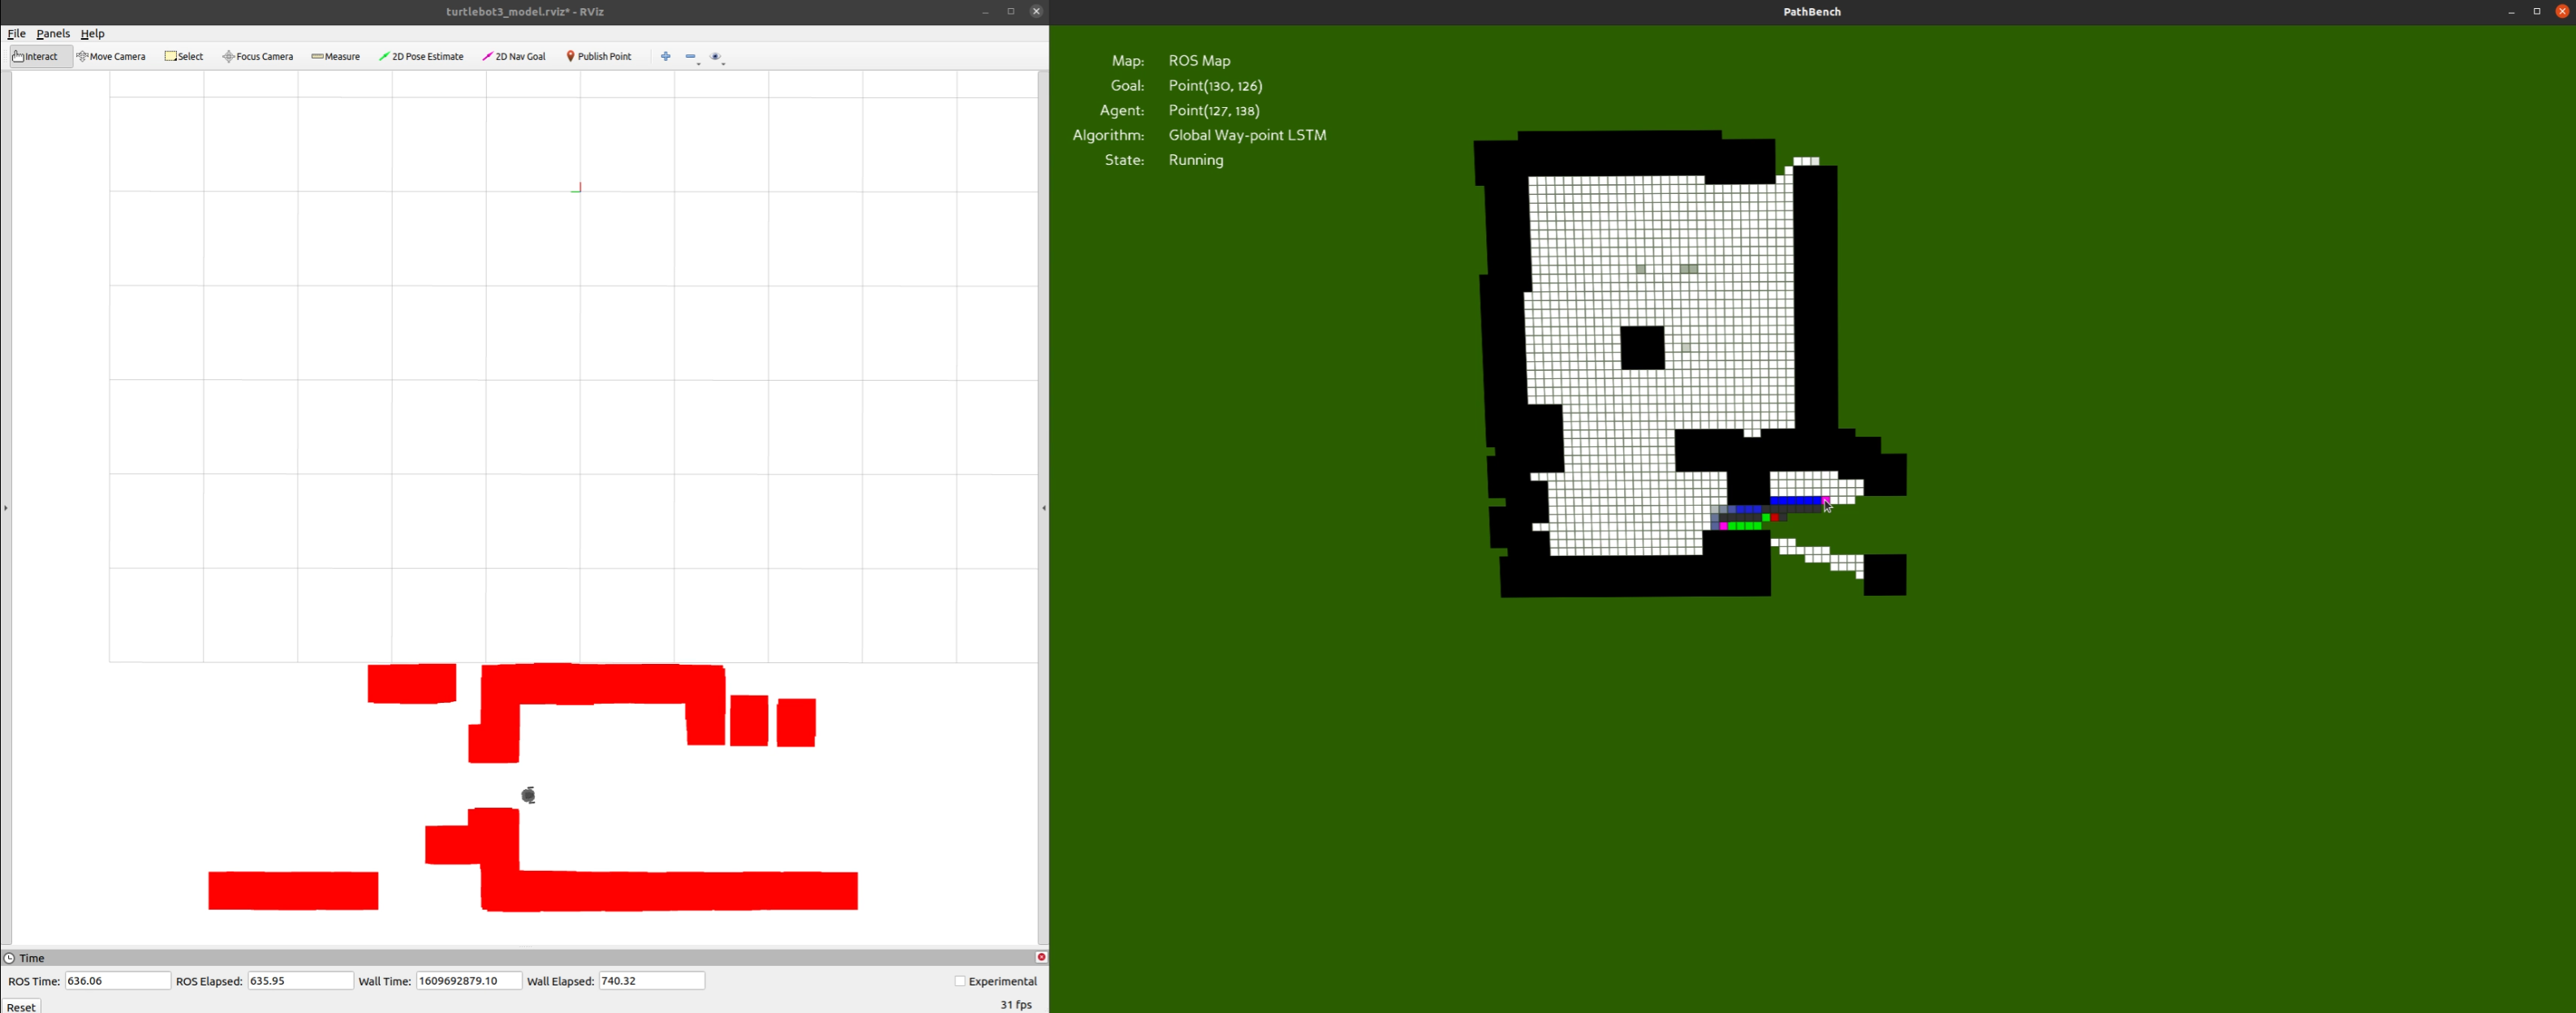 turtlebot3_model.rviz* - RViz
File Panels Help
Interact Move Camera Select Focus Camera Measure 2D Pose Estimate 2D Nav Goal Publish Point
Time
ROS Time: 636.06 ROS Elapsed: 635.95 Wall Time: 1609692879.10 Wall Elapsed: 740.32 Experimental
Reset 31 fps
PathBench
Map: ROS Map
Goal: Point(130, 126)
Agent: Point(127, 138)
Algorithm: Global Way-point LSTM
State: Running